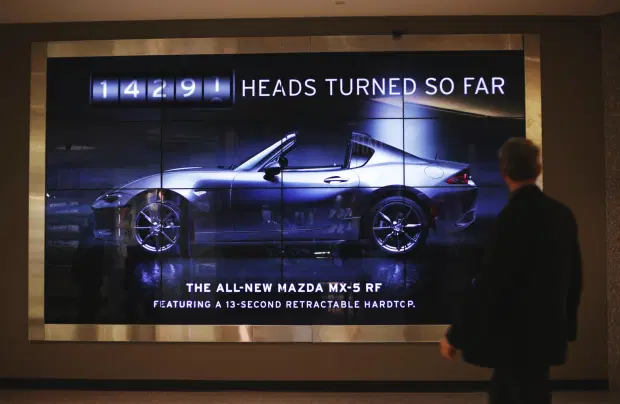 14291 HEADS TURNED SO FAR
THE ALL-NEW MAZDA MX-5 RF
FEATURING A 13-SECOND RETRACTABLE HARDTOP.